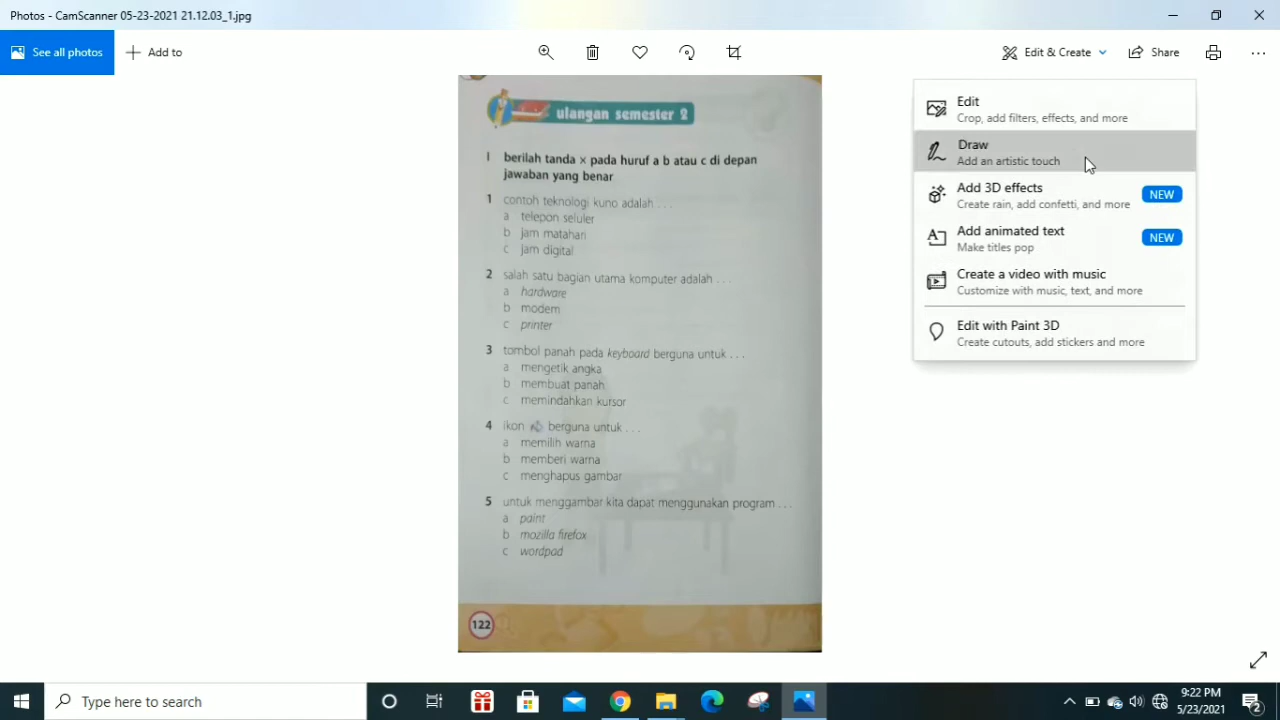 Photos - CamScanner 05-23-2021 21.12.03_1.jpg
See all photos
Add to
Edit & Create
Share
Edit
Crop, add filters, effects, and more
Draw
Add an artistic touch
Add 3D effects
Create rain, add confetti, and more
NEW
Add animated text
Make titles pop
NEW
Create a video with music
Customize with music, text, and more
Edit with Paint 3D
Create cutouts, add stickers and more
ulangan semester 2
I berilah tanda × pada huruf a b atau c di depan
jawaban yang benar
1 contoh teknologi kuno adalah . . .
a telepon seluler
b jam matahari
c jam digital
2 salah satu bagian utama komputer adalah . . .
a hardware
b modem
c printer
3 tombol panah pada keyboard berguna untuk . . .
a mengetik angka
b membuat panah
c memindahkan kursor
4 ikon berguna untuk . . .
a memilih warna
b memberi warna
c menghapus gambar
5 untuk menggambar kita dapat menggunakan program . . .
a paint
b mozilla firefox
c wordpad
122
Type here to search
9:22 PM
5/23/2021
2